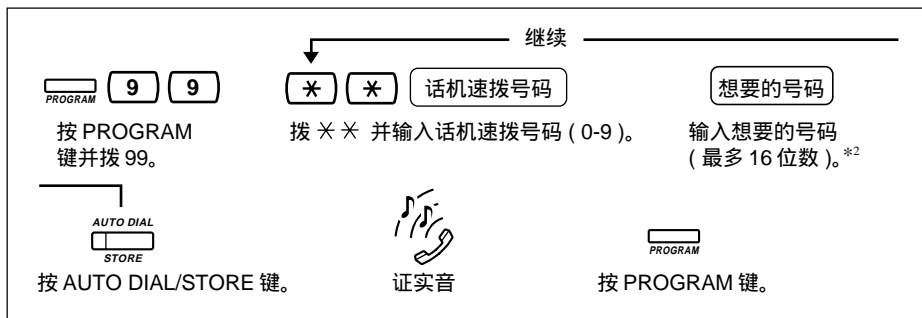 继续
PROGRAM 9 9 ＊ ＊ 话机速拨号码 想要的号码
按 PROGRAM
键并拨 99。
拨 ＊＊ 并输入话机速拨号码 ( 0-9 )。
输入想要的号码
( 最多 16 位数 )。*2
AUTO DIAL
STORE
按 AUTO DIAL/STORE 键。
证实音
PROGRAM
按 PROGRAM 键。